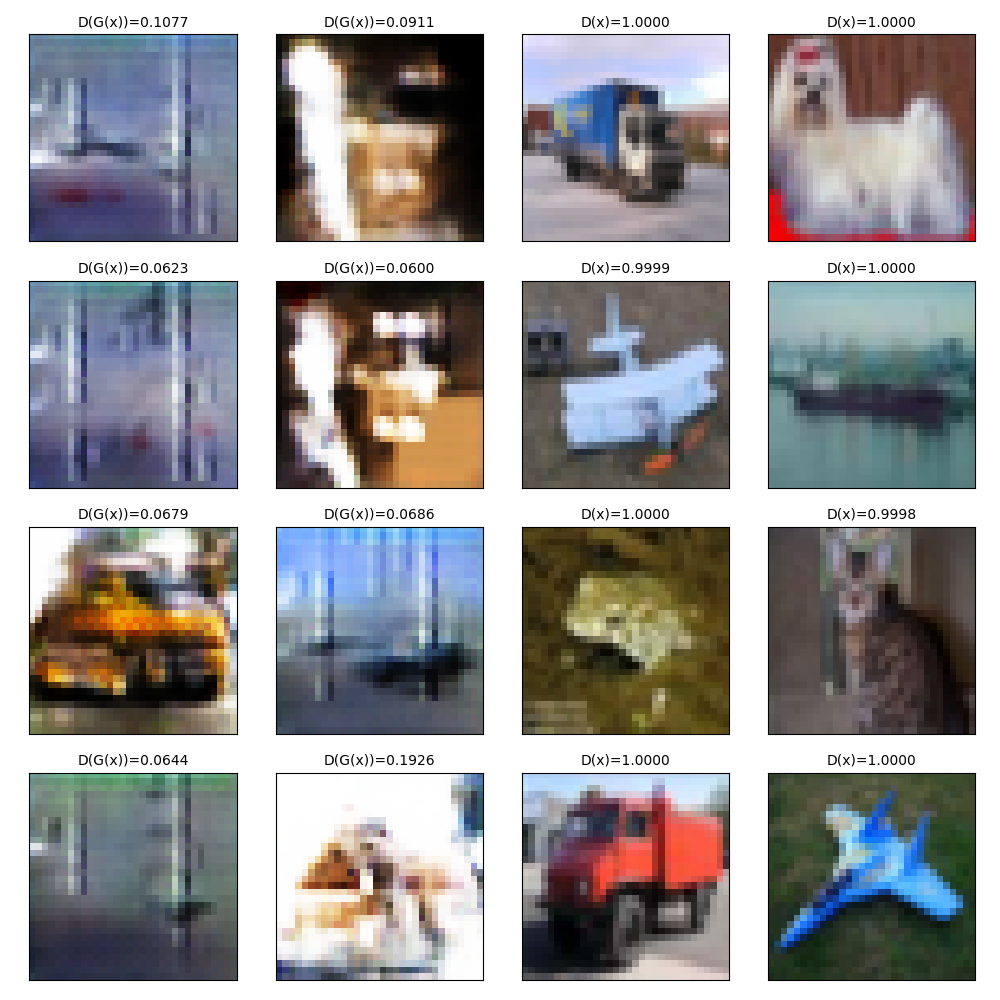 D(G(x))=0.1077
D(G(x))=0.0911
D(x)=1.0000
D(x)=1.0000
D(G(x))=0.0623
D(G(x))=0.0600
D(x)=0.9999
D(x)=1.0000
D(G(x))=0.0679
D(G(x))=0.0686
D(x)=1.0000
D(x)=0.9998
D(G(x))=0.0644
D(G(x))=0.1926
D(x)=1.0000
D(x)=1.0000